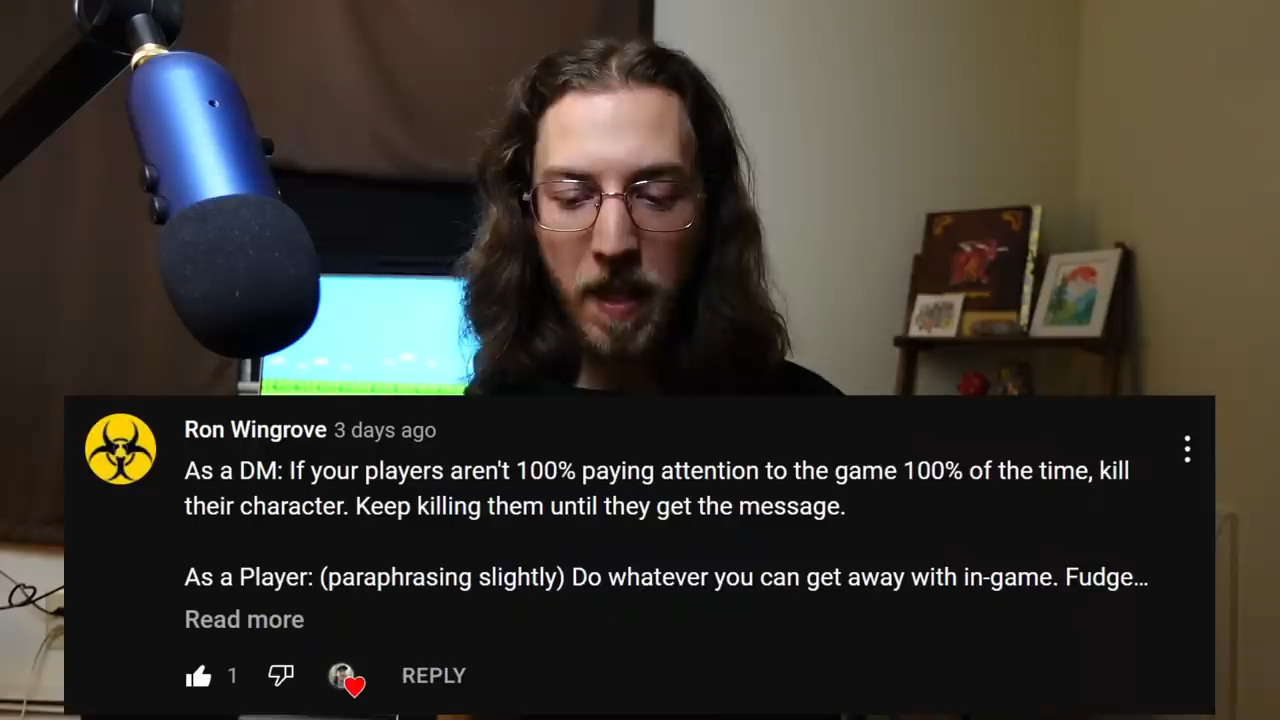 Ron Wingrove 3 days ago
As a DM: If your players aren't 100% paying attention to the game 100% of the time, kill
their character. Keep killing them until they get the message.
As a Player: (paraphrasing slightly) Do whatever you can get away with in-game. Fudge...
Read more
1
REPLY